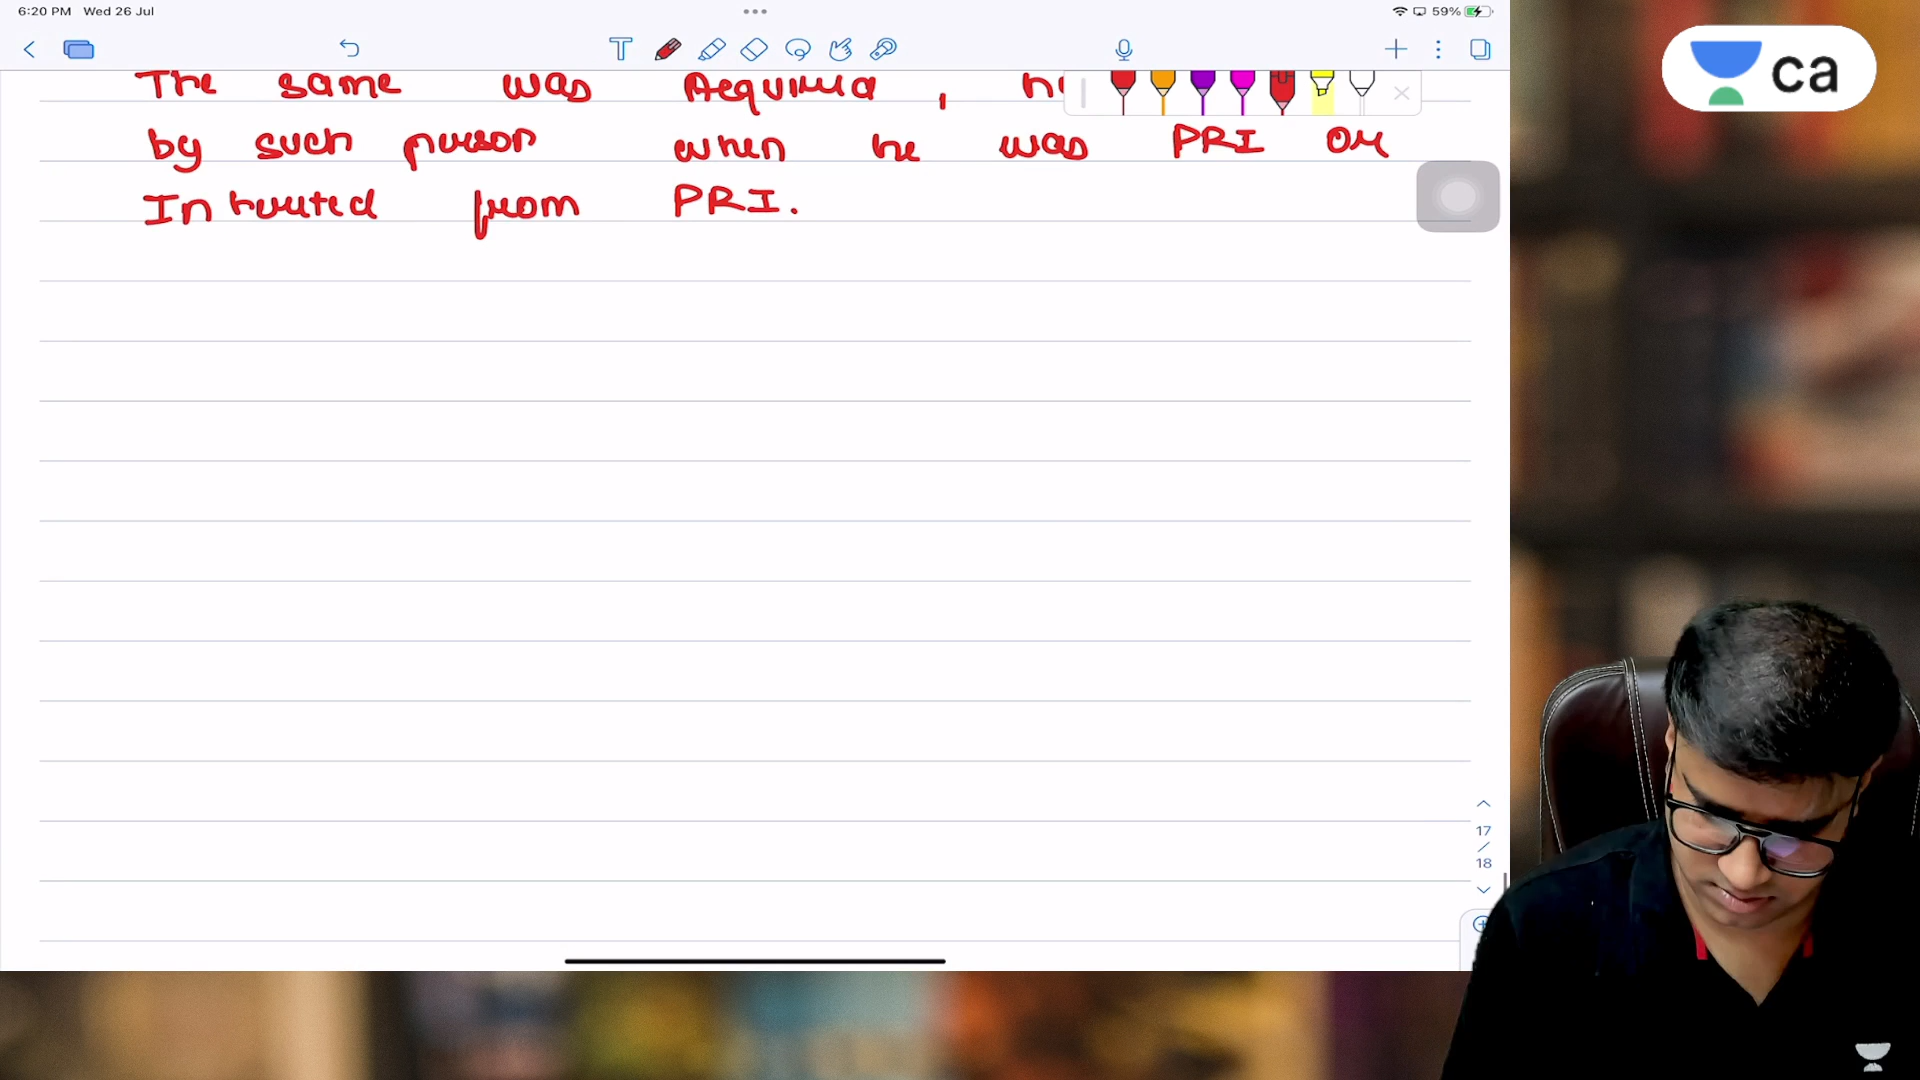 6:20 PM Wed 26 Jul
59%
ca
The same was Acquired ,
by such person when he was PRI or
Inherited from PRI.
17
18